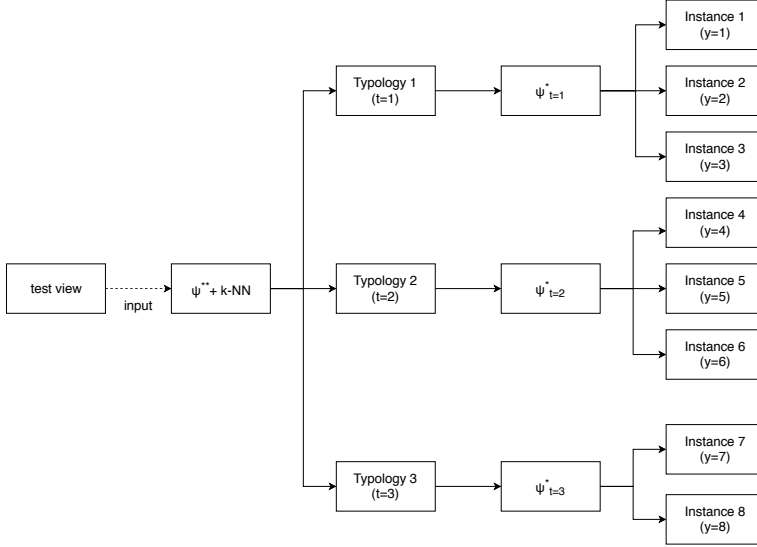 Instance 1
(y=1)
Typology 1
(t=1)
ψ*t=1
Instance 2
(y=2)
Instance 3
(y=3)
Instance 4
(y=4)
test view
input
ψ**+ k-NN
Typology 2
(t=2)
ψ*t=2
Instance 5
(y=5)
Instance 6
(y=6)
Instance 7
(y=7)
Typology 3
(t=3)
ψ*t=3
Instance 8
(y=8)